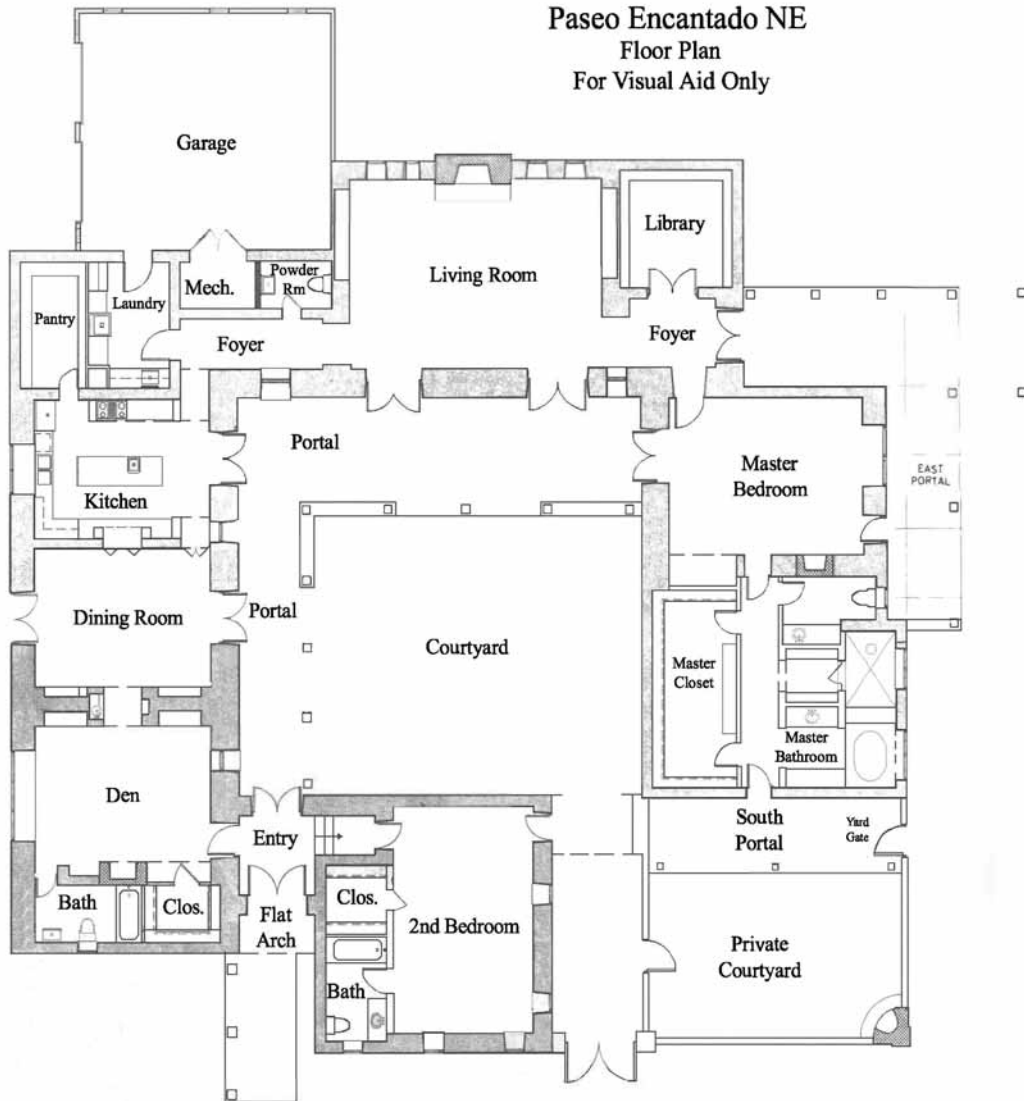 Paseo Encantado NE
Floor Plan
For Visual Aid Only
Garage
Library
Living Room
Powder
Rm
Mech.
Laundry
Pantry
Foyer
Foyer
Portal
Master
Bedroom
EAST
PORTAL
Kitchen
Dining Room
Portal
Courtyard
Master
Closet
Master
Bathroom
Den
Entry
South
Portal
Yard
Gate
Bath
Clos.
Flat
Arch
Clos.
2nd Bedroom
Private
Courtyard
Bath